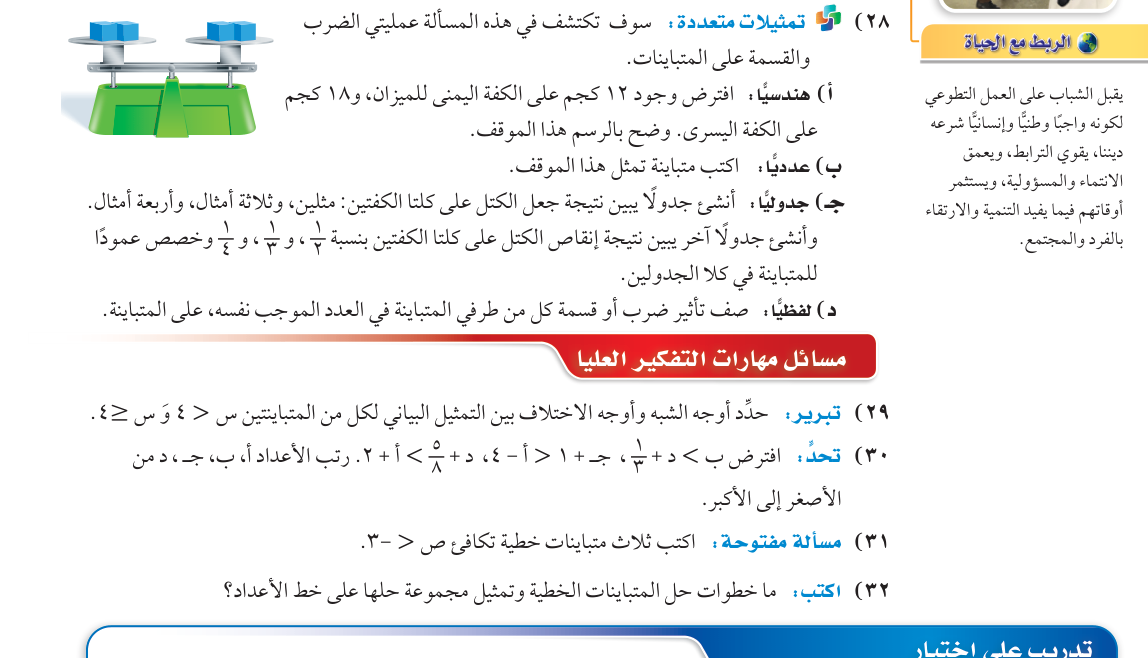 ٢٨) تمثيلات متعددة: سوف تكتشف في هذه المسألة عمليتي الضرب
والقسمة على المتباينات.
أ) هندسيًّا: افترض وجود ١٢ كجم على الكفة اليمنى للميزان، و١٨ كجم
على الكفة اليسرى. وضح بالرسم هذا الموقف.
ب) عدديًّا: اكتب متباينة تمثل هذا الموقف.
جـ) جدوليًّا: أنشئ جدولًا يبين نتيجة جعل الكتل على كلتا الكفتين: مثلين، وثلاثة أمثال، وأربعة أمثال.
وأنشئ جدولًا آخر يبين نتيجة إنقاص الكتل على كلتا الكفتين بنسبة ١/٢، و ١/٣، و ١/٤ وخصص عمودًا
للمتباينة في كلا الجدولين.
د) لفظيًّا: صف تأثير ضرب أو قسمة كل من طرفي المتباينة في العدد الموجب نفسه، على المتباينة.
مسائل مهارات التفكير العليا
٢٩) تبرير: حدِّد أوجه الشبه وأوجه الاختلاف بين التمثيل البياني لكل من المتباينتين س < ٤ وَ س ≤ ٤.
٣٠) تحدٍّ: افترض ب > د + ١/٣، جـ + ١ < أ − ٤، د + ٥/٨ > أ + ٢. رتب الأعداد أ، ب، جـ، د من
الأصغر إلى الأكبر.
٣١) مسألة مفتوحة: اكتب ثلاث متباينات خطية تكافئ ص < −٣.
٣٢) اكتب: ما خطوات حل المتباينات الخطية وتمثيل مجموعة حلها على خط الأعداد؟
تدريب على اختبار
الربط مع الحياة
يقبل الشباب على العمل التطوعي
لكونه واجبًا وطنيًّا وإنسانيًّا شرعه
ديننا، يقوي الترابط، ويعمق
الانتماء والمسؤولية، ويستثمر
أوقاتهم فيما يفيد التنمية والارتقاء
بالفرد والمجتمع.